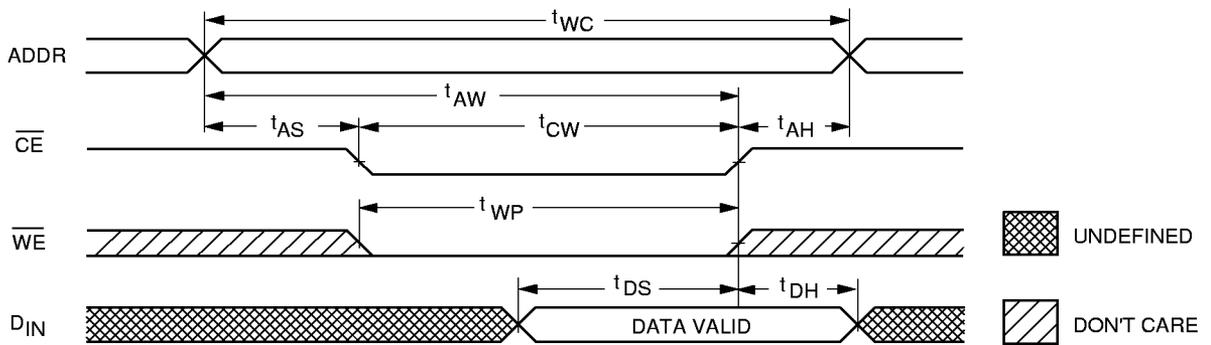 tWC
ADDR
tAW
tAS tCW tAH
CE
tWP
WE
UNDEFINED
tDS tDH
DIN DATA VALID
DON'T CARE